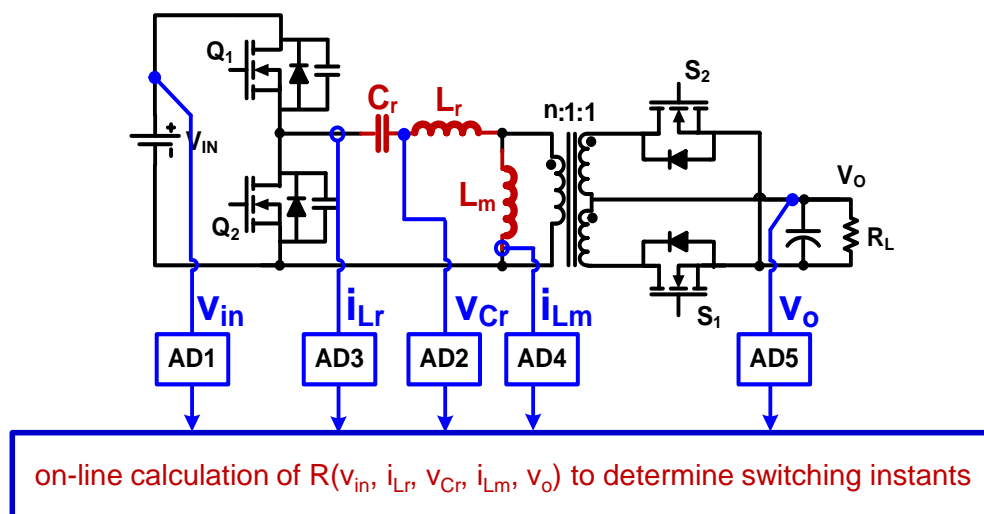 Q1
S2
Cr
Lr
n:1:1
VIN
Lm
VO
Q2
RL
S1
vin
iLr
vCr
iLm
vo
AD1
AD3
AD2
AD4
AD5
on-line calculation of R(vin, iLr, vCr, iLm, vo) to determine switching instants